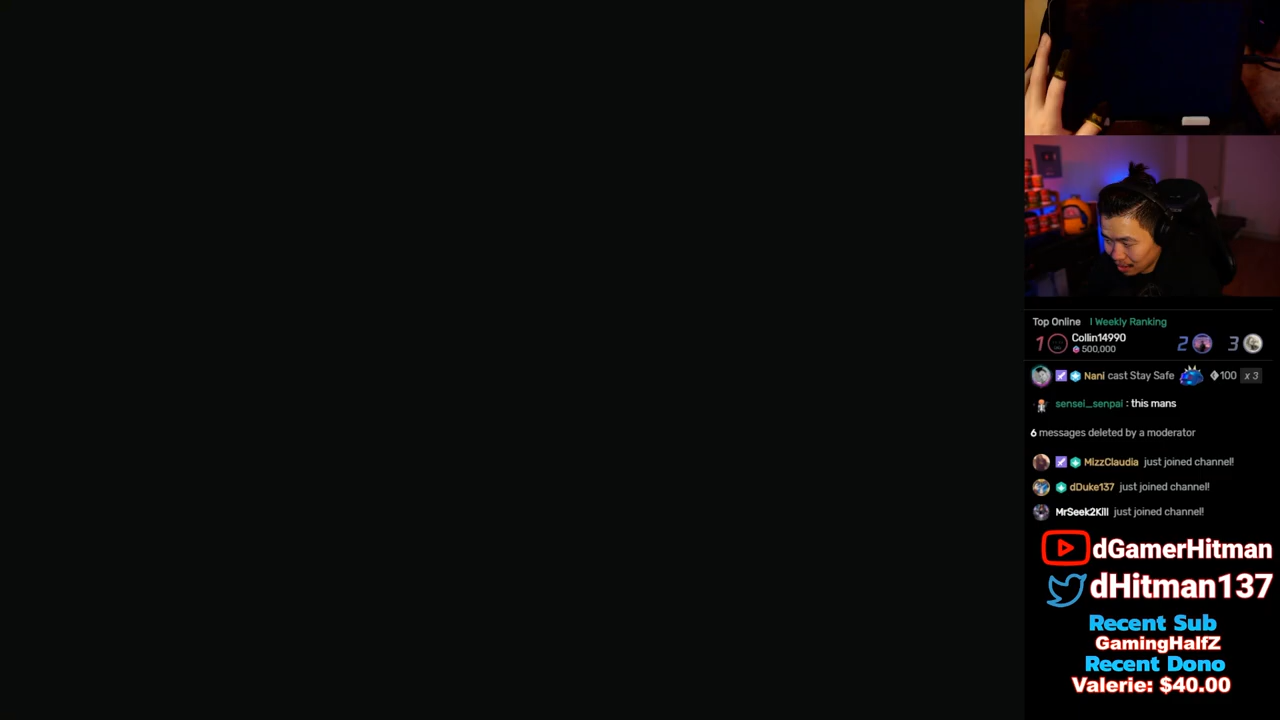 Top Online | Weekly Ranking
1 Collin14990 2 3
500,000
Nani cast Stay Safe 100 x 3
sensei_senpai : this mans
6 messages deleted by a moderator
MizzClaudia just joined channel!
dDuke137 just joined channel!
MrSeek2Kill just joined channel!
dGamerHitman
dHitman137
Recent Sub
GamingHalfZ
Recent Dono
Valerie: $40.00